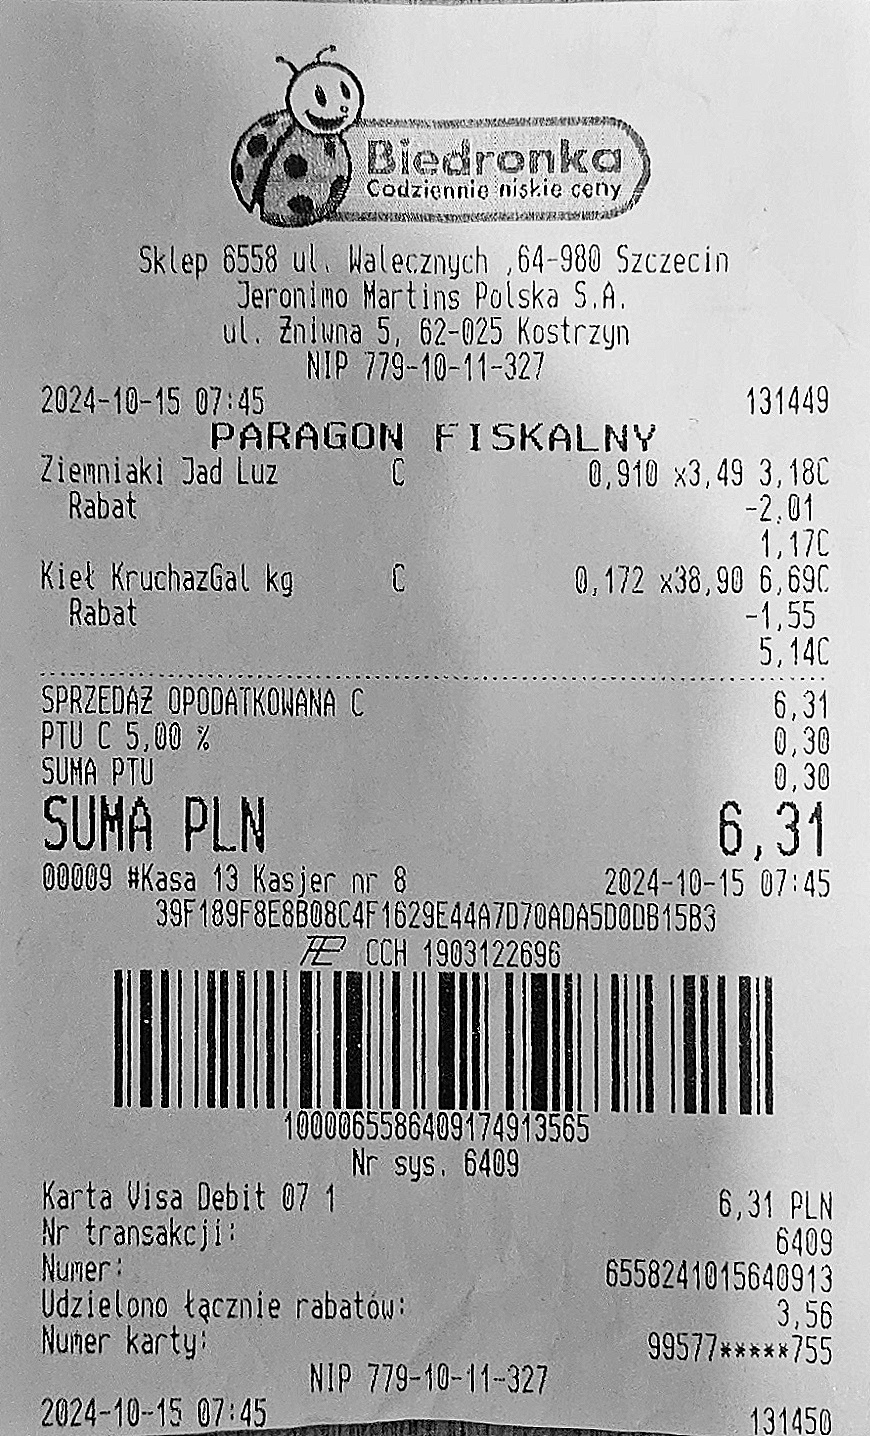 Biedronka
Codziennie niskie ceny
Sklep 6558 ul. Walecznych ,64-980 Szczecin
Jeronimo Martins Polska S.A.
ul. Żniwna 5, 62-025 Kostrzyn
NIP 779-10-11-327
2024-10-15 07:45 131449
PARAGON FISKALNY
Ziemniaki Jad Luz C 0,910 x3,49 3,18C
Rabat -2,01
1,17C
Kieł KruchazGal kg C 0,172 x38,90 6,69C
Rabat -1,55
5,14C
SPRZEDAŻ OPODATKOWANA C 6,31
PTU C 5,00 % 0,30
SUMA PTU 0,30
SUMA PLN 6,31
00009 #Kasa 13 Kasjer nr 8 2024-10-15 07:45
39F189F8E8B08C4F1629E44A7D70ADA5D0DB15B3
CCH 1903122696
1000065586409174913565
Nr sys. 6409
Karta Visa Debit 07 1 6,31 PLN
Nr transakcji: 6409
Numer: 6558241015640913
Udzielono łącznie rabatów: 3,56
Numer karty: 99577*****755
NIP 779-10-11-327
2024-10-15 07:45 131450